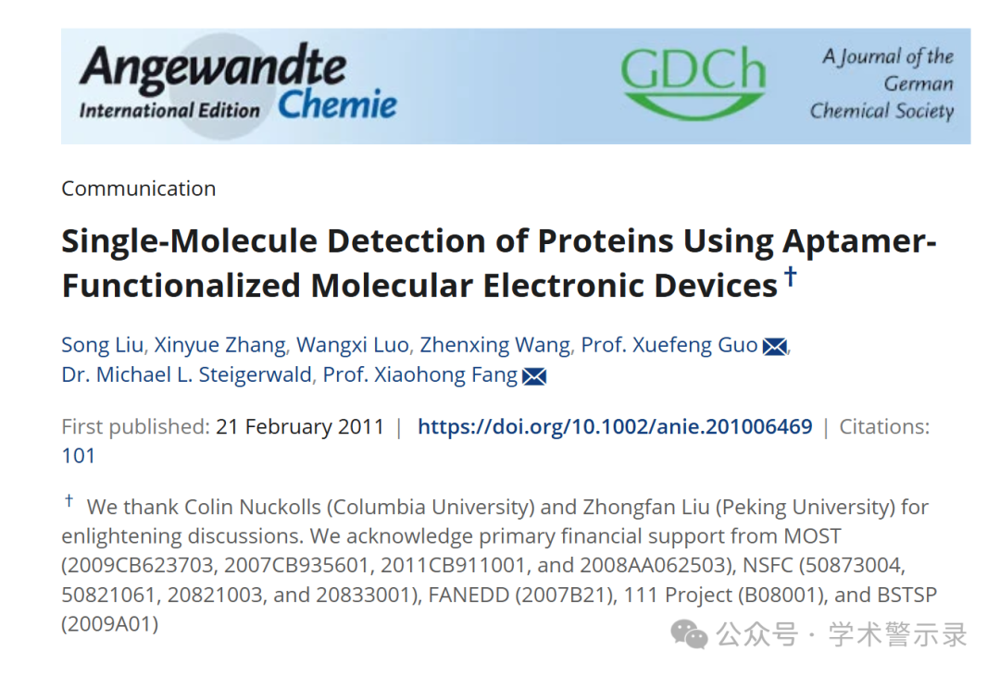 Angewandte
International Edition Chemie
GDCh
A Journal of the
German
Chemical Society
Communication
Single-Molecule Detection of Proteins Using Aptamer-
Functionalized Molecular Electronic Devices†
Song Liu, Xinyue Zhang, Wangxi Luo, Zhenxing Wang, Prof. Xuefeng Guo,
Dr. Michael L. Steigerwald, Prof. Xiaohong Fang
First published: 21 February 2011 | https://doi.org/10.1002/anie.201006469 | Citations:
101
† We thank Colin Nuckolls (Columbia University) and Zhongfan Liu (Peking University) for
enlightening discussions. We acknowledge primary financial support from MOST
(2009CB623703, 2007CB935601, 2011CB911001, and 2008AA062503), NSFC (50873004,
50821061, 20821003, and 20833001), FANEDD (2007B21), 111 Project (B08001), and BSTSP
(2009A01)
公众号 · 学术警示录